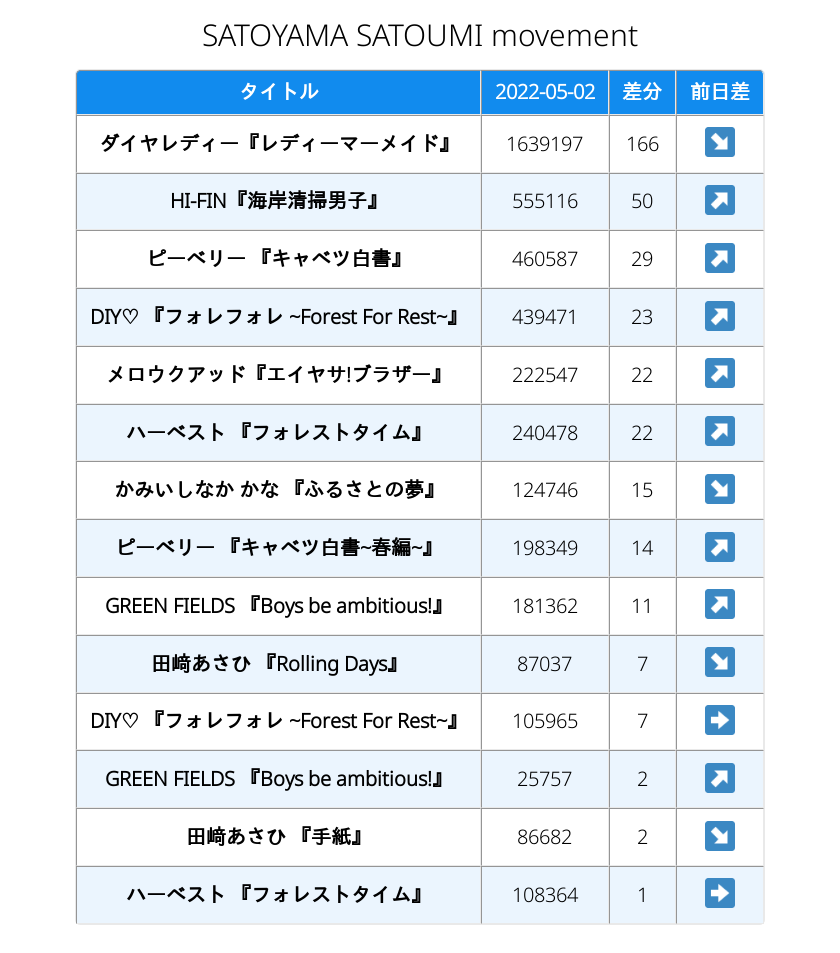 SATOYAMA SATOUMI movement
タイトル 2022-05-02 差分 前日差
ダイヤレディー『レディーマーメイド』 1639197 166 ↘
HI-FIN『海岸清掃男子』 555116 50 ↗
ピーベリー 『キャベツ白書』 460587 29 ↗
DIY♡ 『フォレフォレ ~Forest For Rest~』 439471 23 ↗
メロウクアッド『エイヤサ!ブラザー』 222547 22 ↗
ハーベスト 『フォレストタイム』 240478 22 ↗
かみいしなか かな 『ふるさとの夢』 124746 15 ↘
ピーベリー 『キャベツ白書~春編~』 198349 14 ↗
GREEN FIELDS 『Boys be ambitious!』 181362 11 ↗
田﨑あさひ 『Rolling Days』 87037 7 ↘
DIY♡ 『フォレフォレ ~Forest For Rest~』 105965 7 ➡
GREEN FIELDS 『Boys be ambitious!』 25757 2 ↗
田﨑あさひ 『手紙』 86682 2 ↘
ハーベスト 『フォレストタイム』 108364 1 ➡